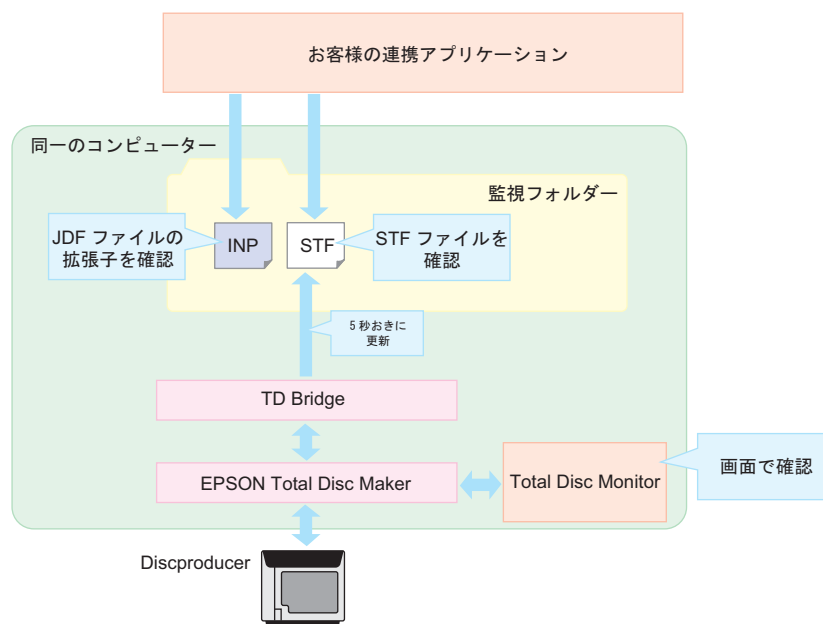 お客様の連携アプリケーション
同一のコンピューター
監視フォルダー
JDF ファイルの
拡張子を確認
INP
STF
STF ファイルを
確認
5 秒おきに
更新
TD Bridge
EPSON Total Disc Maker
Total Disc Monitor
画面で確認
Discproducer